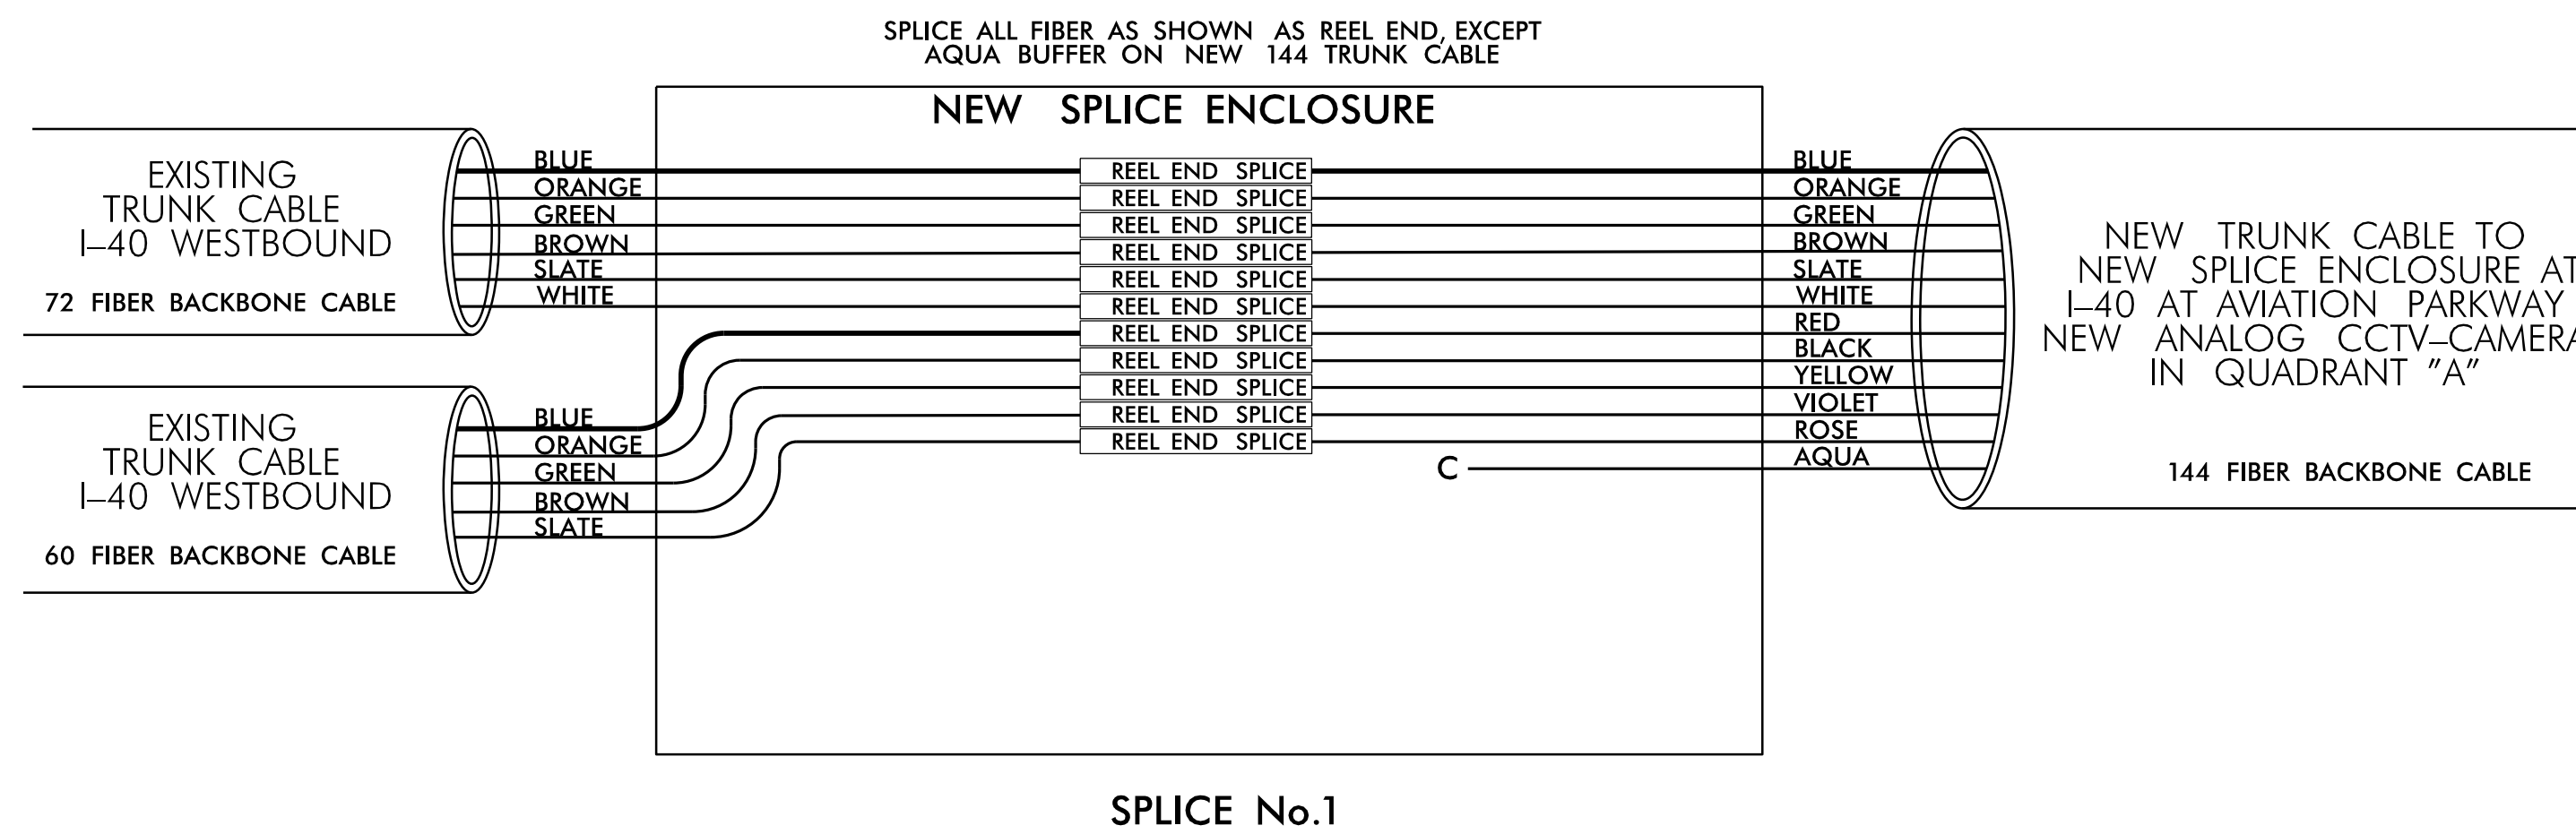 SPLICE ALL FIBER AS SHOWN AS REEL END, EXCEPT
AQUA BUFFER ON NEW 144 TRUNK CABLE
NEW SPLICE ENCLOSURE
EXISTING
TRUNK CABLE
I–40 WESTBOUND
72 FIBER BACKBONE CABLE
BLUE
ORANGE
GREEN
BROWN
SLATE
WHITE
EXISTING
TRUNK CABLE
I–40 WESTBOUND
60 FIBER BACKBONE CABLE
BLUE
ORANGE
GREEN
BROWN
SLATE
REEL END SPLICE
REEL END SPLICE
REEL END SPLICE
REEL END SPLICE
REEL END SPLICE
REEL END SPLICE
REEL END SPLICE
REEL END SPLICE
REEL END SPLICE
REEL END SPLICE
REEL END SPLICE
C
BLUE
ORANGE
GREEN
BROWN
SLATE
WHITE
RED
BLACK
YELLOW
VIOLET
ROSE
AQUA
NEW TRUNK CABLE TO
NEW SPLICE ENCLOSURE AT
I–40 AT AVIATION PARKWAY
NEW ANALOG CCTV–CAMERA
IN QUADRANT "A"
144 FIBER BACKBONE CABLE
SPLICE No.1